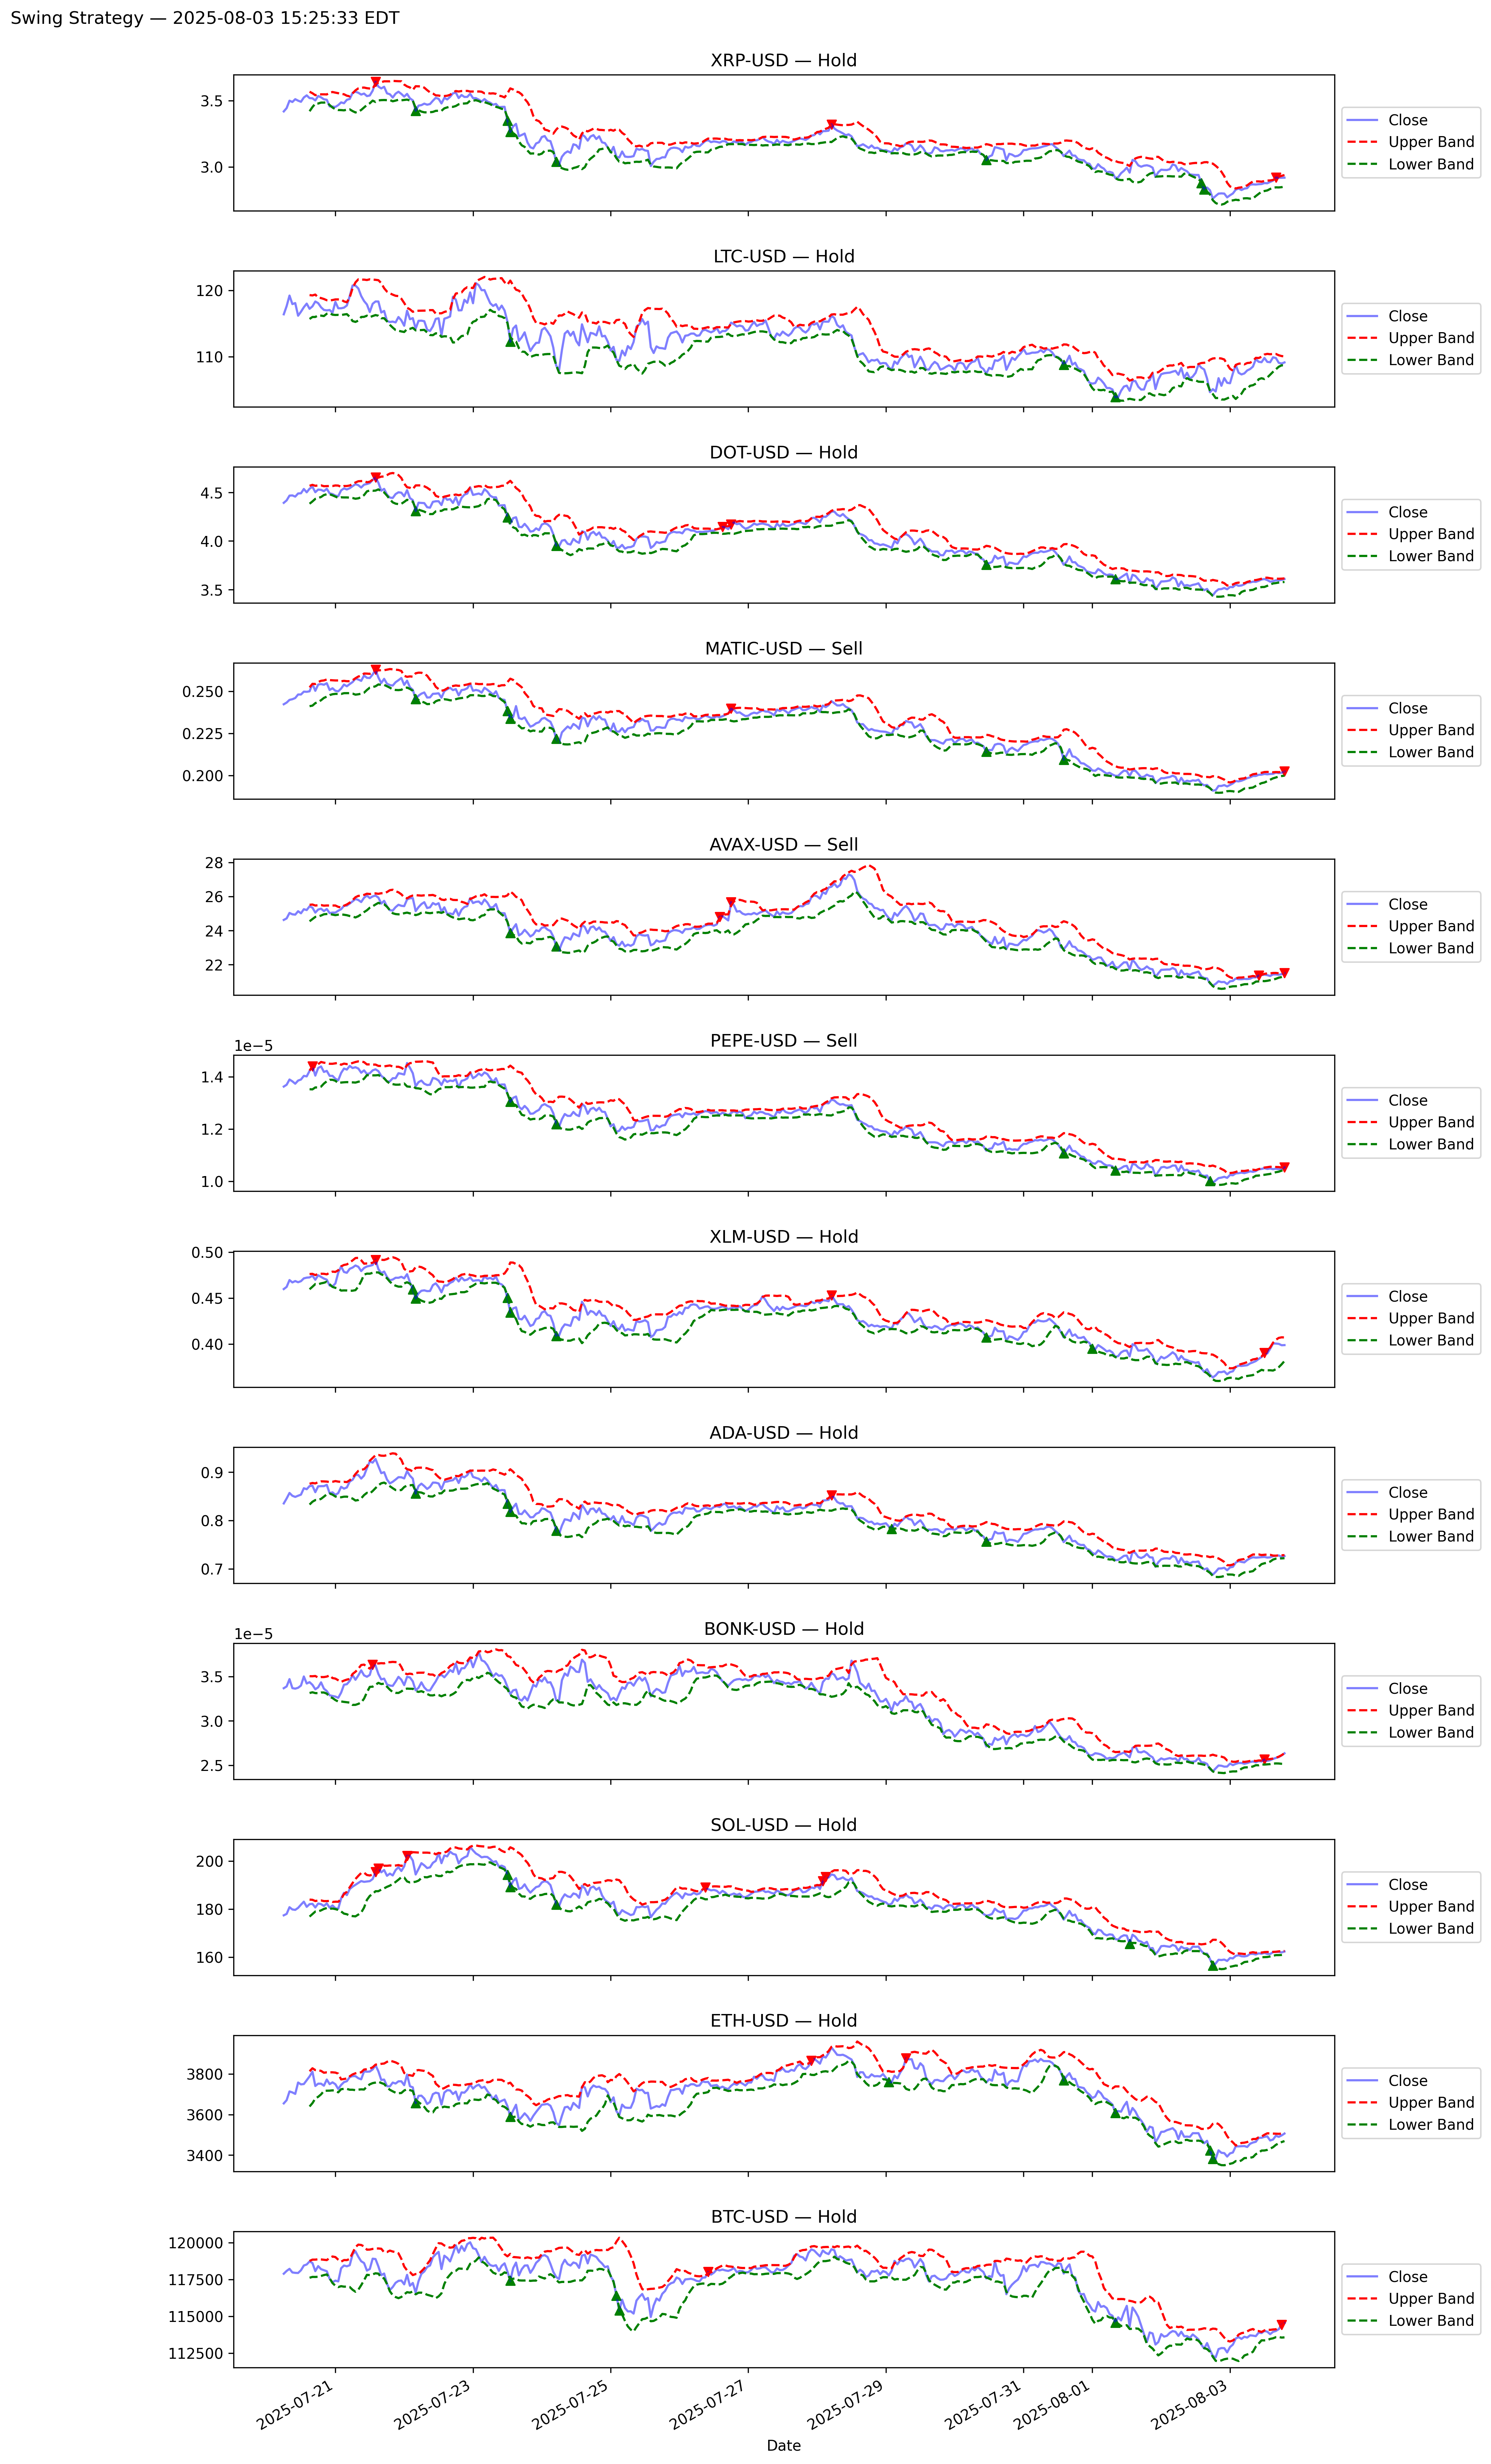 Swing Strategy — 2025-08-03 15:25:33 EDT
XRP-USD — Hold
3.5
3.0
Close
Upper Band
Lower Band
LTC-USD — Hold
120
110
Close
Upper Band
Lower Band
DOT-USD — Hold
4.5
4.0
3.5
Close
Upper Band
Lower Band
MATIC-USD — Sell
0.250
0.225
0.200
Close
Upper Band
Lower Band
AVAX-USD — Sell
28
26
24
22
Close
Upper Band
Lower Band
PEPE-USD — Sell
1e−5
1.4
1.2
1.0
Close
Upper Band
Lower Band
XLM-USD — Hold
0.50
0.45
0.40
Close
Upper Band
Lower Band
ADA-USD — Hold
0.9
0.8
0.7
Close
Upper Band
Lower Band
BONK-USD — Hold
1e−5
3.5
3.0
2.5
Close
Upper Band
Lower Band
SOL-USD — Hold
200
180
160
Close
Upper Band
Lower Band
ETH-USD — Hold
3800
3600
3400
Close
Upper Band
Lower Band
BTC-USD — Hold
120000
117500
115000
112500
Close
Upper Band
Lower Band
2025-07-21
2025-07-23
2025-07-25
2025-07-27
2025-07-29
2025-07-31
2025-08-01
2025-08-03
Date